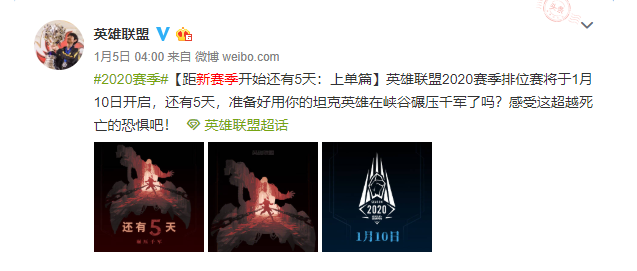 英雄联盟
1月5日 04:00 来自 微博 weibo.com
#2020赛季#【距新赛季开始还有5天：上单篇】英雄联盟2020赛季排位赛将于1月
10日开启，还有5天，准备好用你的坦克英雄在峡谷碾压千军了吗？感受这超越死
亡的恐惧吧！ 英雄联盟超话
还有5天
SEASON
2020
1月10日